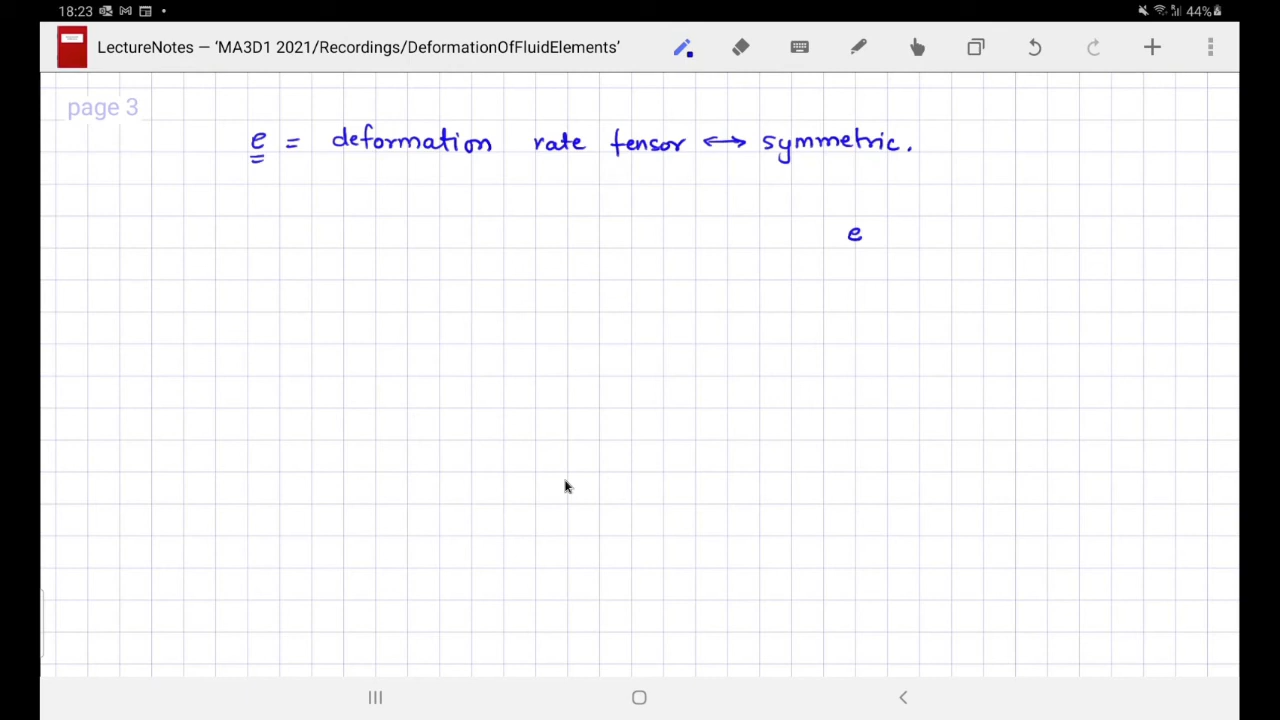 18:23
44%
LectureNotes — ‘MA3D1 2021/Recordings/DeformationOfFluidElements’
page 3
e = deformation rate tensor ↔ symmetric.
e